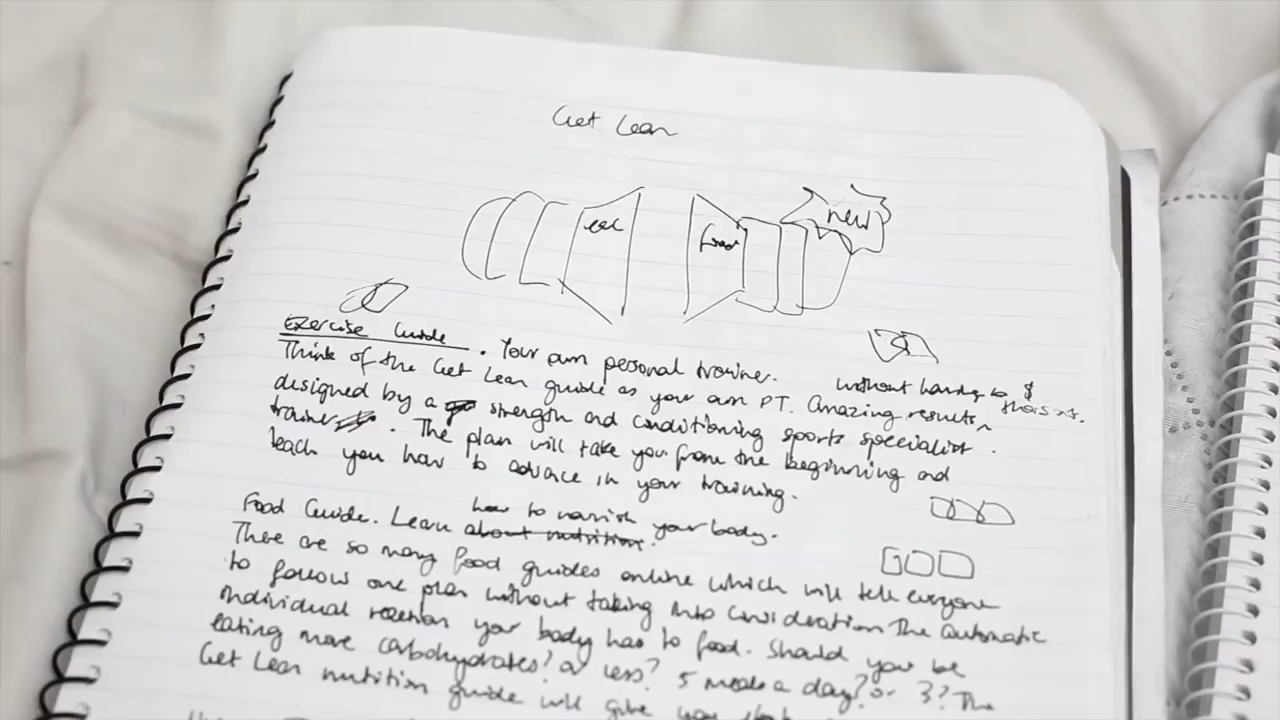 Get Lean
new
food
Exercise Guide . Your own personal trainer.
Think of the Get Lean guide as your own PT. Amazing results
without having to $
designed by a strength and conditioning sports specialist .
trainer . The plan will take you from the beginning and
teach you how to advance in your training.
how to nourish
Food Guide. Learn about nutrition. your body.
There are so many food guides online which will tell everyone
to follow one plan without taking into consideration the automatic
individual reaction your body has to food. Should you be
eating more carbohydrates? or less? 5 meals a day? or 3? The
Get Lean nutrition guide will give you